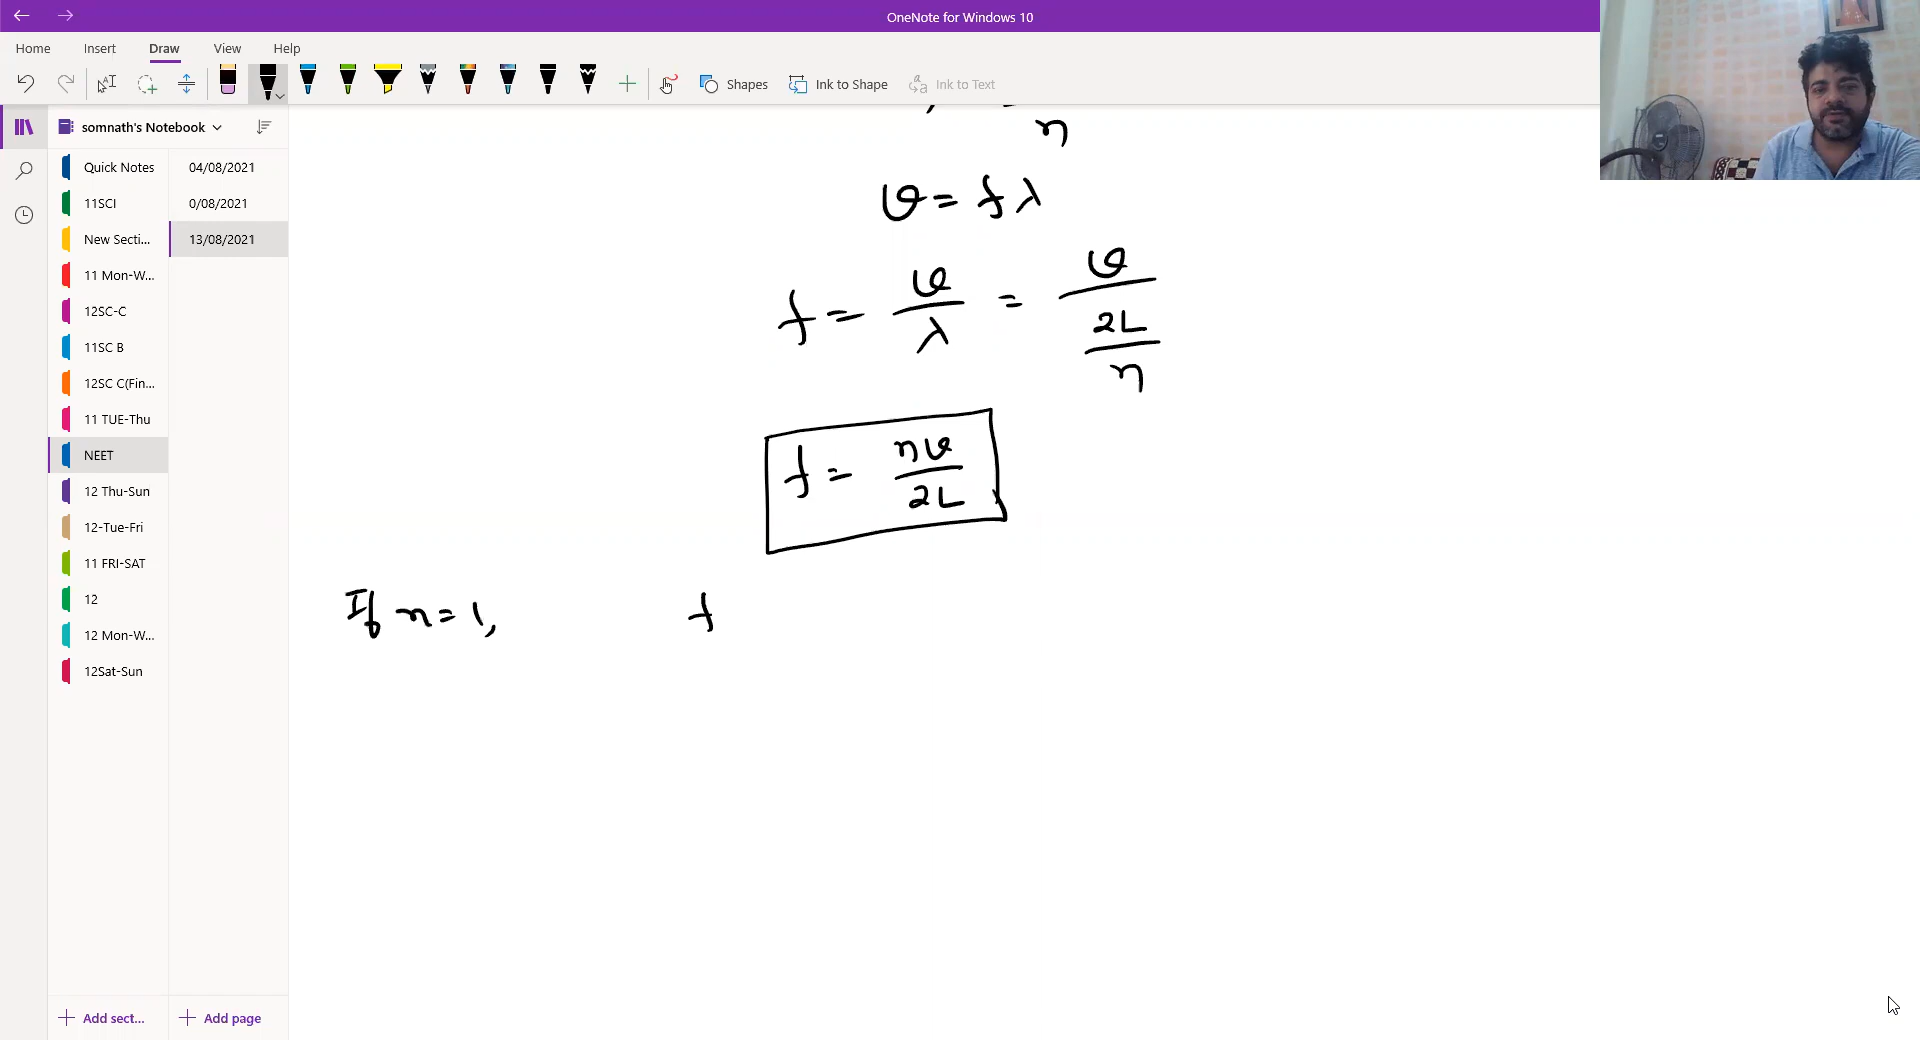 OneNote for Windows 10
Home Insert Draw View Help
Shapes Ink to Shape Ink to Text
somnath's Notebook
Quick Notes
11SCI
New Secti...
11 Mon-W...
12SC-C
11SC B
12SC C(Fin...
11 TUE-Thu
NEET
12 Thu-Sun
12-Tue-Fri
11 FRI-SAT
12
12 Mon-W...
12Sat-Sun
Add sect...
04/08/2021
0/08/2021
13/08/2021
Add page
n
v = f λ
f = v/λ = v/(2L/n)
f = nv/2L
If n = 1, f